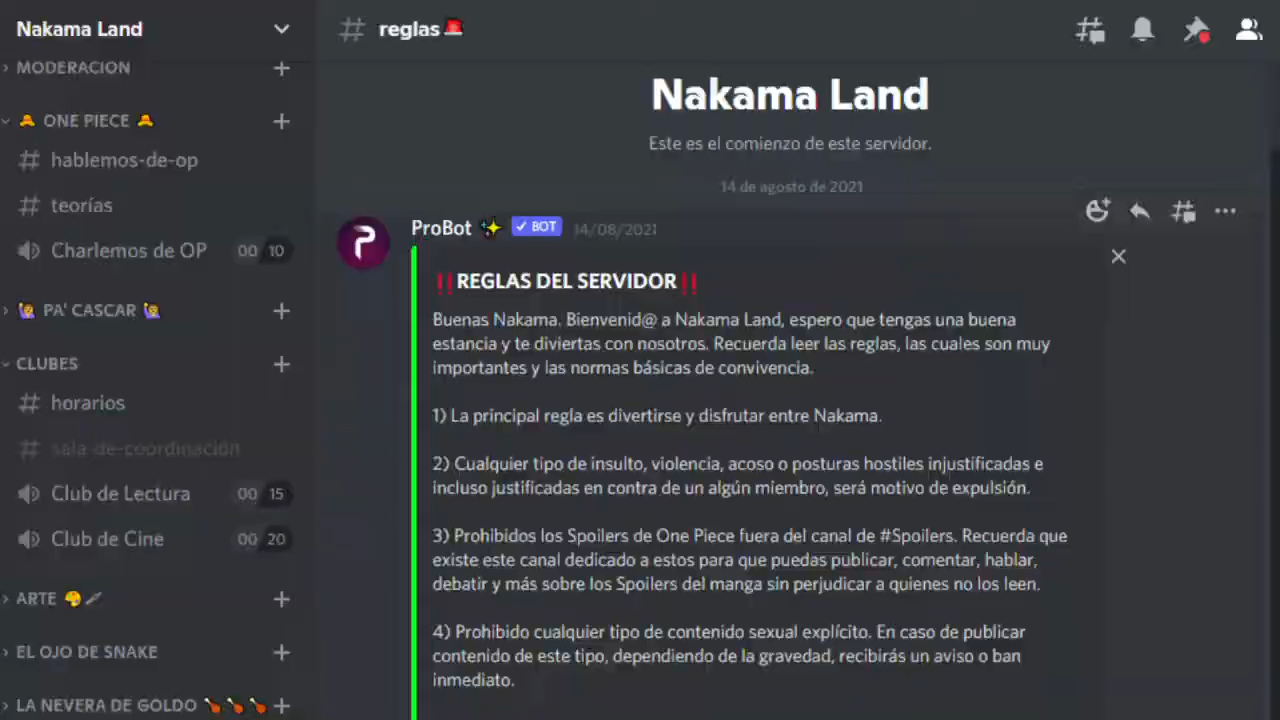 Nakama Land
MODERACION
ONE PIECE
# hablemos-de-op
# teorías
Charlemos de OP 00 10
PA' CASCAR
CLUBES
# horarios
# sala-de-coordinación
Club de Lectura 00 15
Club de Cine 00 20
ARTE
EL OJO DE SNAKE
LA NEVERA DE GOLDO
# reglas🚨
Nakama Land
Este es el comienzo de este servidor.
14 de agosto de 2021
ProBot ✨ ✓ BOT 14/08/2021
‼️REGLAS DEL SERVIDOR‼️
Buenas Nakama. Bienvenid@ a Nakama Land, espero que tengas una buena
estancia y te diviertas con nosotros. Recuerda leer las reglas, las cuales son muy
importantes y las normas básicas de convivencia.
1) La principal regla es divertirse y disfrutar entre Nakama.
2) Cualquier tipo de insulto, violencia, acoso o posturas hostiles injustificadas e
incluso justificadas en contra de un algún miembro, será motivo de expulsión.
3) Prohibidos los Spoilers de One Piece fuera del canal de #Spoilers. Recuerda que
existe este canal dedicado a estos para que puedas publicar, comentar, hablar,
debatir y más sobre los Spoilers del manga sin perjudicar a quienes no los leen.
4) Prohibido cualquier tipo de contenido sexual explícito. En caso de publicar
contenido de este tipo, dependiendo de la gravedad, recibirás un aviso o ban
inmediato.